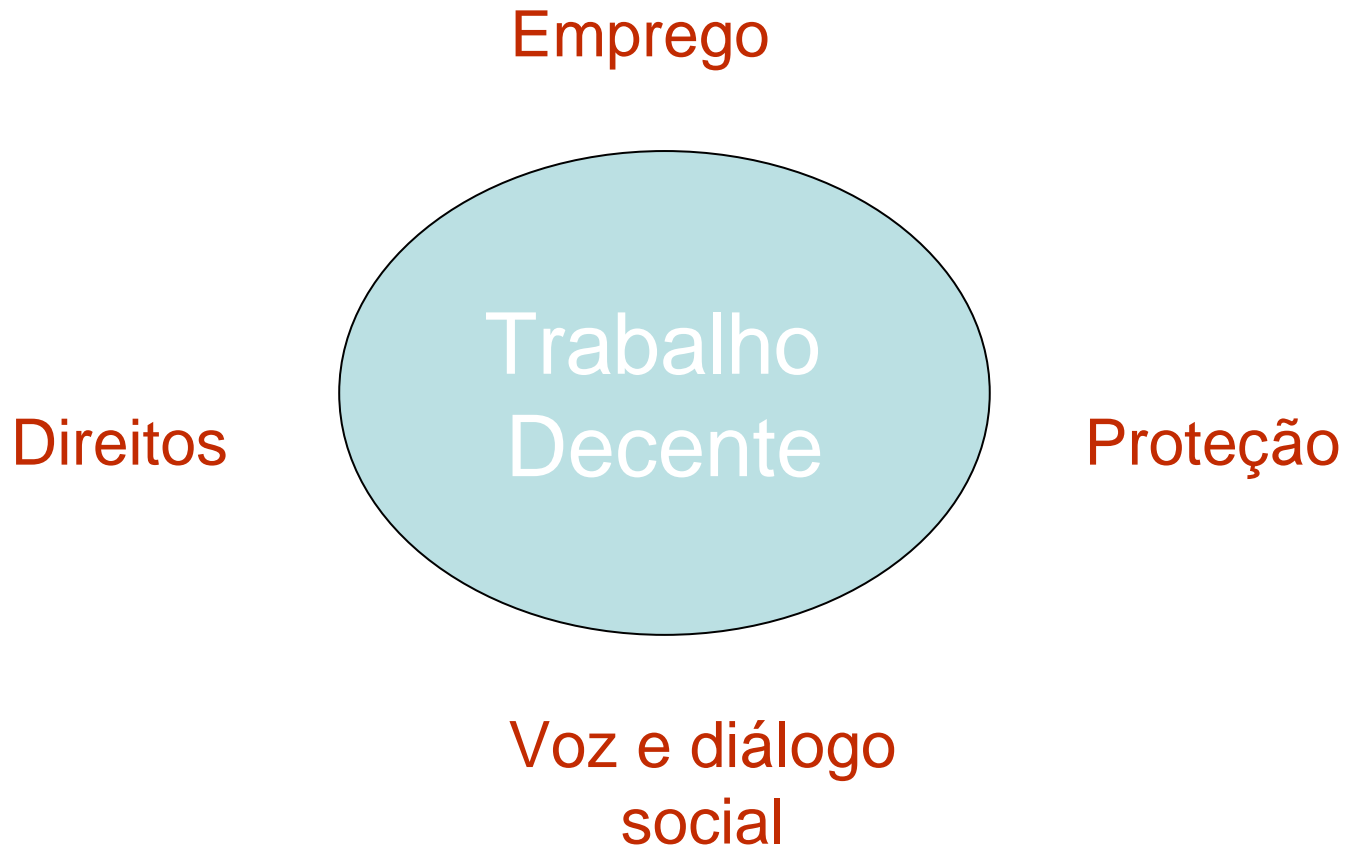 Emprego
Trabalho
Decente
Direitos
Proteção
Voz e diálogo
social